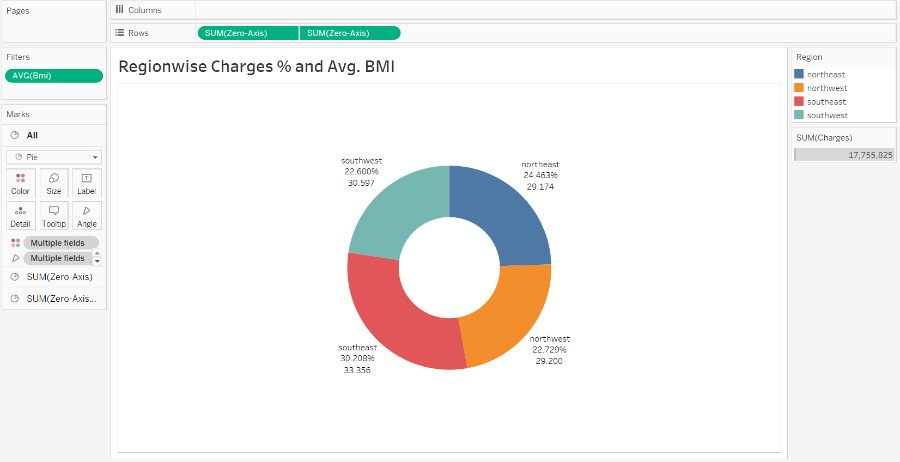 Pages
Columns
Rows
SUM(Zero-Axis)
SUM(Zero-Axis)
Filters
AVG(Bmi)
Marks
All
Pie
Color
Size
Label
Detail
Tooltip
Angle
Multiple fields
Multiple fields
SUM(Zero-Axis)
SUM(Zero-Axis...
Regionwise Charges % and Avg. BMI
southwest
22.600%
30.597
northeast
24.463%
29.174
southeast
30.208%
33.356
northwest
22.729%
29.200
Region
northeast
northwest
southeast
southwest
SUM(Charges)
17,755,825